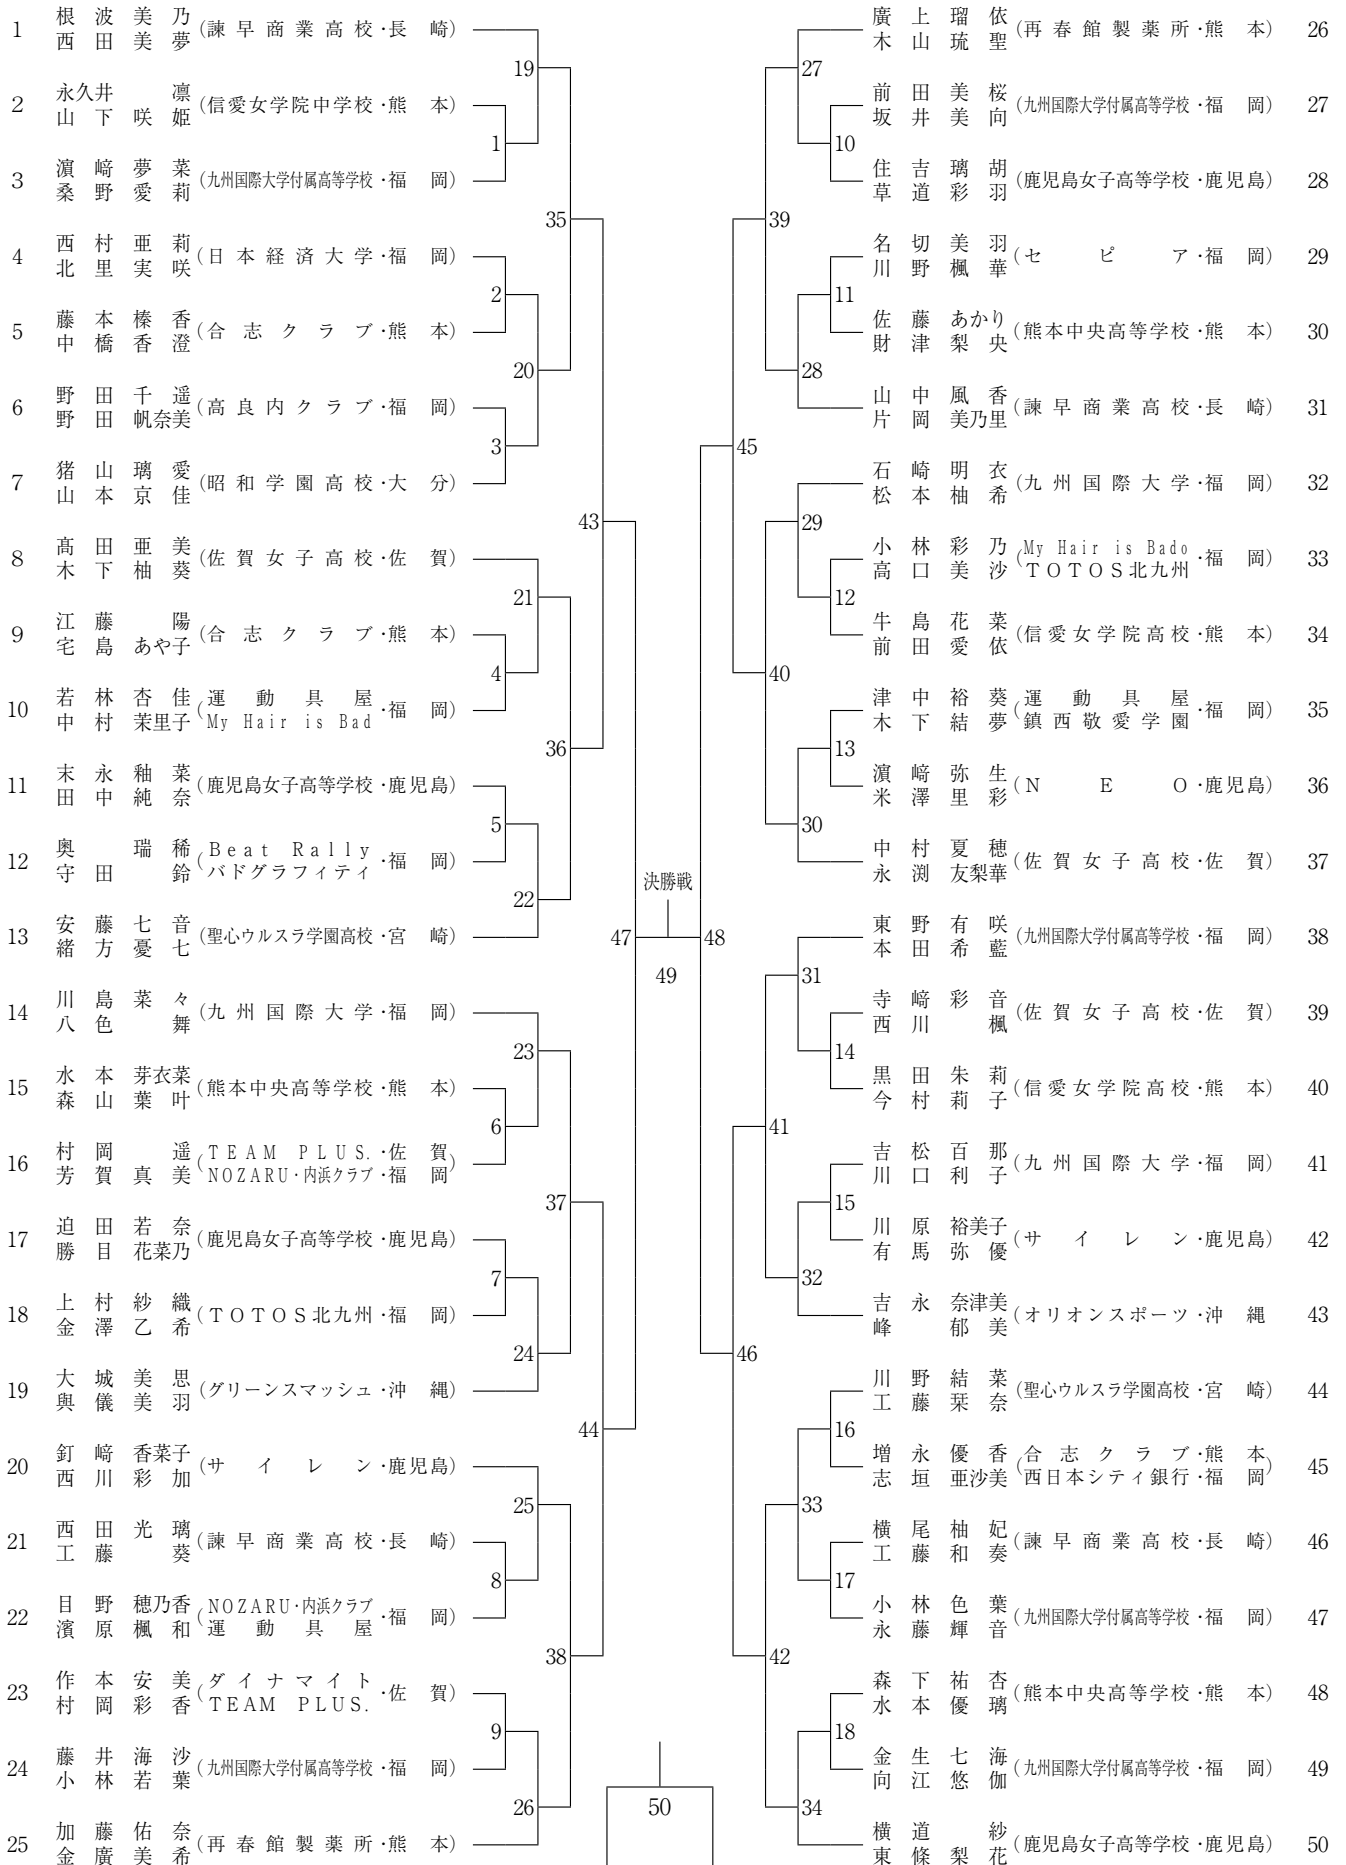 1 根波美乃 西田美夢 (諫早商業高校・長崎)
2 永久井凛 山下咲姫 (信愛女学院中学校・熊本)
3 濵﨑夢菜 桑野愛莉 (九州国際大学付属高等学校・福岡)
4 西村亜莉 北里実咲 (日本経済大学・福岡)
5 藤本榛香 中橋香澄 (合志クラブ・熊本)
6 野田千遥 野田帆奈美 (高良内クラブ・福岡)
7 猪山璃愛 山本京佳 (昭和学園高校・大分)
8 髙田亜美 木下柚葵 (佐賀女子高校・佐賀)
9 江藤陽 宅島あや子 (合志クラブ・熊本)
10 若林杏佳 中村茉里子 (運動具屋 My Hair is Bad・福岡)
11 末永釉菜 田中純奈 (鹿児島女子高等学校・鹿児島)
12 奥瑞稀 守田鈴 (Beat Rally バドグラフィティ・福岡)
13 安藤七音 緒方憂七 (聖心ウルスラ学園高校・宮崎)
14 川島菜々 八色舞 (九州国際大学・福岡)
15 水本芽衣菜 森山葉叶 (熊本中央高等学校・熊本)
16 村岡遥 芳賀真美 (TEAM PLUS.・佐賀 NOZARU・内浜クラブ・福岡)
17 迫田若奈 勝目花菜乃 (鹿児島女子高等学校・鹿児島)
18 上村紗織 金澤乙希 (TOTOS北九州・福岡)
19 大城美思 與儀美羽 (グリーンスマッシュ・沖縄)
20 釘﨑香菜子 西川彩加 (サイレン・鹿児島)
21 西田光璃 工藤葵 (諫早商業高校・長崎)
22 目野穂乃香 濱原楓和 (NOZARU・内浜クラブ 運動具屋・福岡)
23 作本安美 村岡彩香 (ダイナマイト TEAM PLUS.・佐賀)
24 藤井海沙 小林若葉 (九州国際大学付属高等学校・福岡)
25 加藤佑奈 金廣美希 (再春館製薬所・熊本)
19
1
35
2
20
3
43
21
4
36
5
22
47
23
6
37
7
24
44
25
8
38
9
26
決勝戦
49
50
48
27
10
39
11
28
45
29
12
40
13
30
31
14
41
15
32
46
16
33
17
42
18
34
廣上瑠依 木山琉聖 (再春館製薬所・熊本) 26
前田美桜 坂井美向 (九州国際大学付属高等学校・福岡) 27
住吉璃胡 草道彩羽 (鹿児島女子高等学校・鹿児島) 28
名切美羽 川野楓華 (セピア・福岡) 29
佐藤あかり 財津梨央 (熊本中央高等学校・熊本) 30
山中風香 片岡美乃里 (諫早商業高校・長崎) 31
石崎明衣 松本柚希 (九州国際大学・福岡) 32
小林彩乃 高口美沙 (My Hair is Bado TOTOS北九州・福岡) 33
牛島花菜 前田愛依 (信愛女学院高校・熊本) 34
津中裕葵 木下結夢 (運動具屋 鎮西敬愛学園・福岡) 35
濵﨑弥生 米澤里彩 (NEO・鹿児島) 36
中村夏穂 永渕友梨華 (佐賀女子高校・佐賀) 37
東野有咲 本田希藍 (九州国際大学付属高等学校・福岡) 38
寺﨑彩音 西川楓 (佐賀女子高校・佐賀) 39
黒田朱莉 今村莉子 (信愛女学院高校・熊本) 40
吉松百那 川口利子 (九州国際大学・福岡) 41
川原裕美子 有馬弥優 (サイレン・鹿児島) 42
吉永奈津美 峰郁美 (オリオンスポーツ・沖縄 43
川野結菜 工藤栞奈 (聖心ウルスラ学園高校・宮崎) 44
増永優香 志垣亜沙美 (合志クラブ・熊本 西日本シティ銀行・福岡) 45
横尾柚妃 工藤和奏 (諫早商業高校・長崎) 46
小林色葉 永藤輝音 (九州国際大学付属高等学校・福岡) 47
森下祐杏 水本優璃 (熊本中央高等学校・熊本) 48
金生七海 向江悠伽 (九州国際大学付属高等学校・福岡) 49
横道紗 東條梨花 (鹿児島女子高等学校・鹿児島) 50